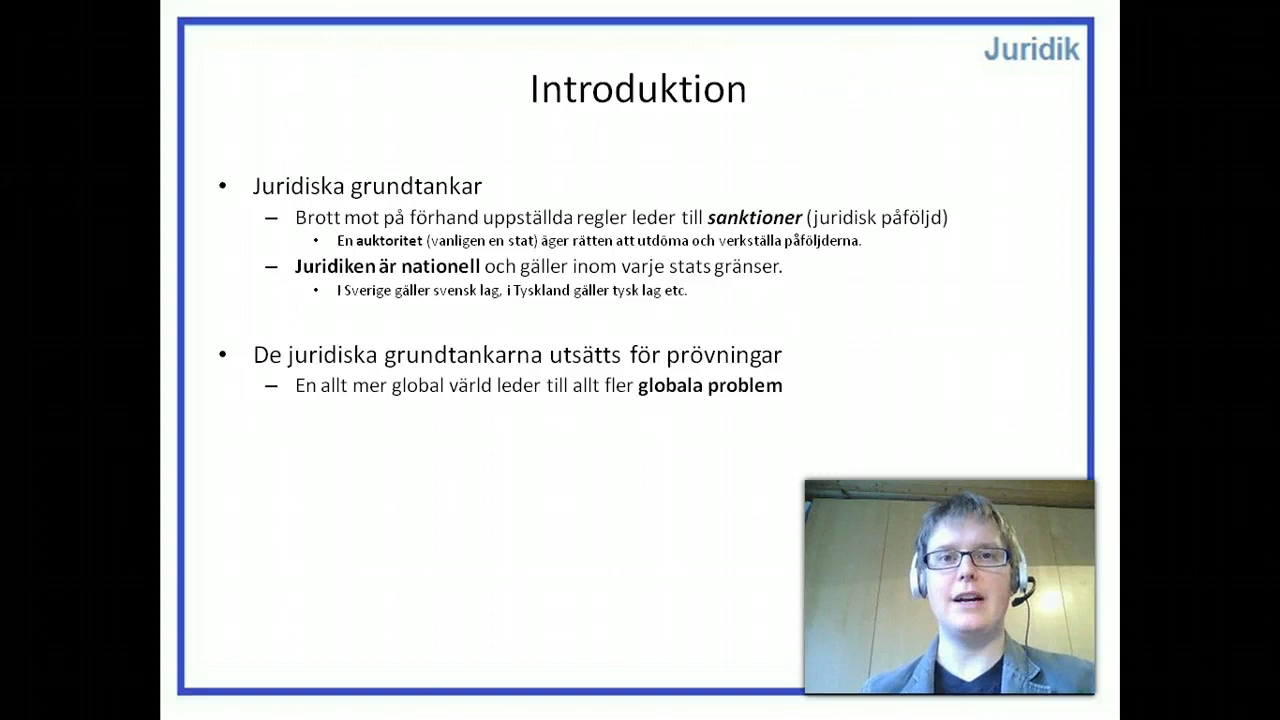 Juridik
Introduktion
• Juridiska grundtankar
– Brott mot på förhand uppställda regler leder till sanktioner (juridisk påföljd)
• En auktoritet (vanligen en stat) äger rätten att utdöma och verkställa påföljderna.
– Juridiken är nationell och gäller inom varje stats gränser.
• I Sverige gäller svensk lag, i Tyskland gäller tysk lag etc.
• De juridiska grundtankarna utsätts för prövningar
– En allt mer global värld leder till allt fler globala problem